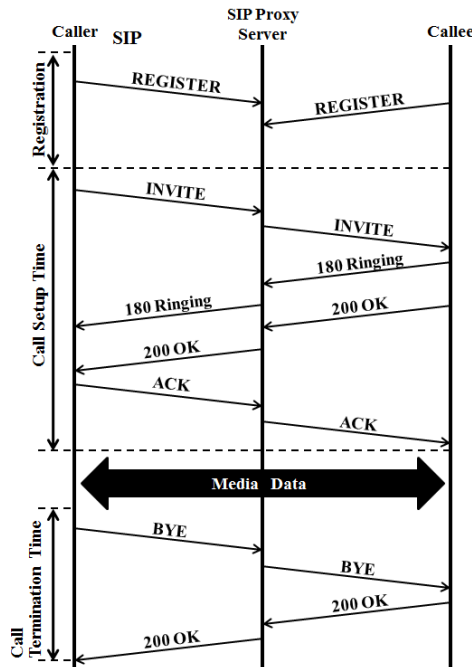 SIP Proxy
Caller
SIP
Server
Callee
Registration
REGISTER
REGISTER
Call Setup Time
INVITE
INVITE
180 Ringing
180 Ringing
200 OK
200 OK
ACK
ACK
Media Data
Call
Termination Time
BYE
BYE
200 OK
200 OK